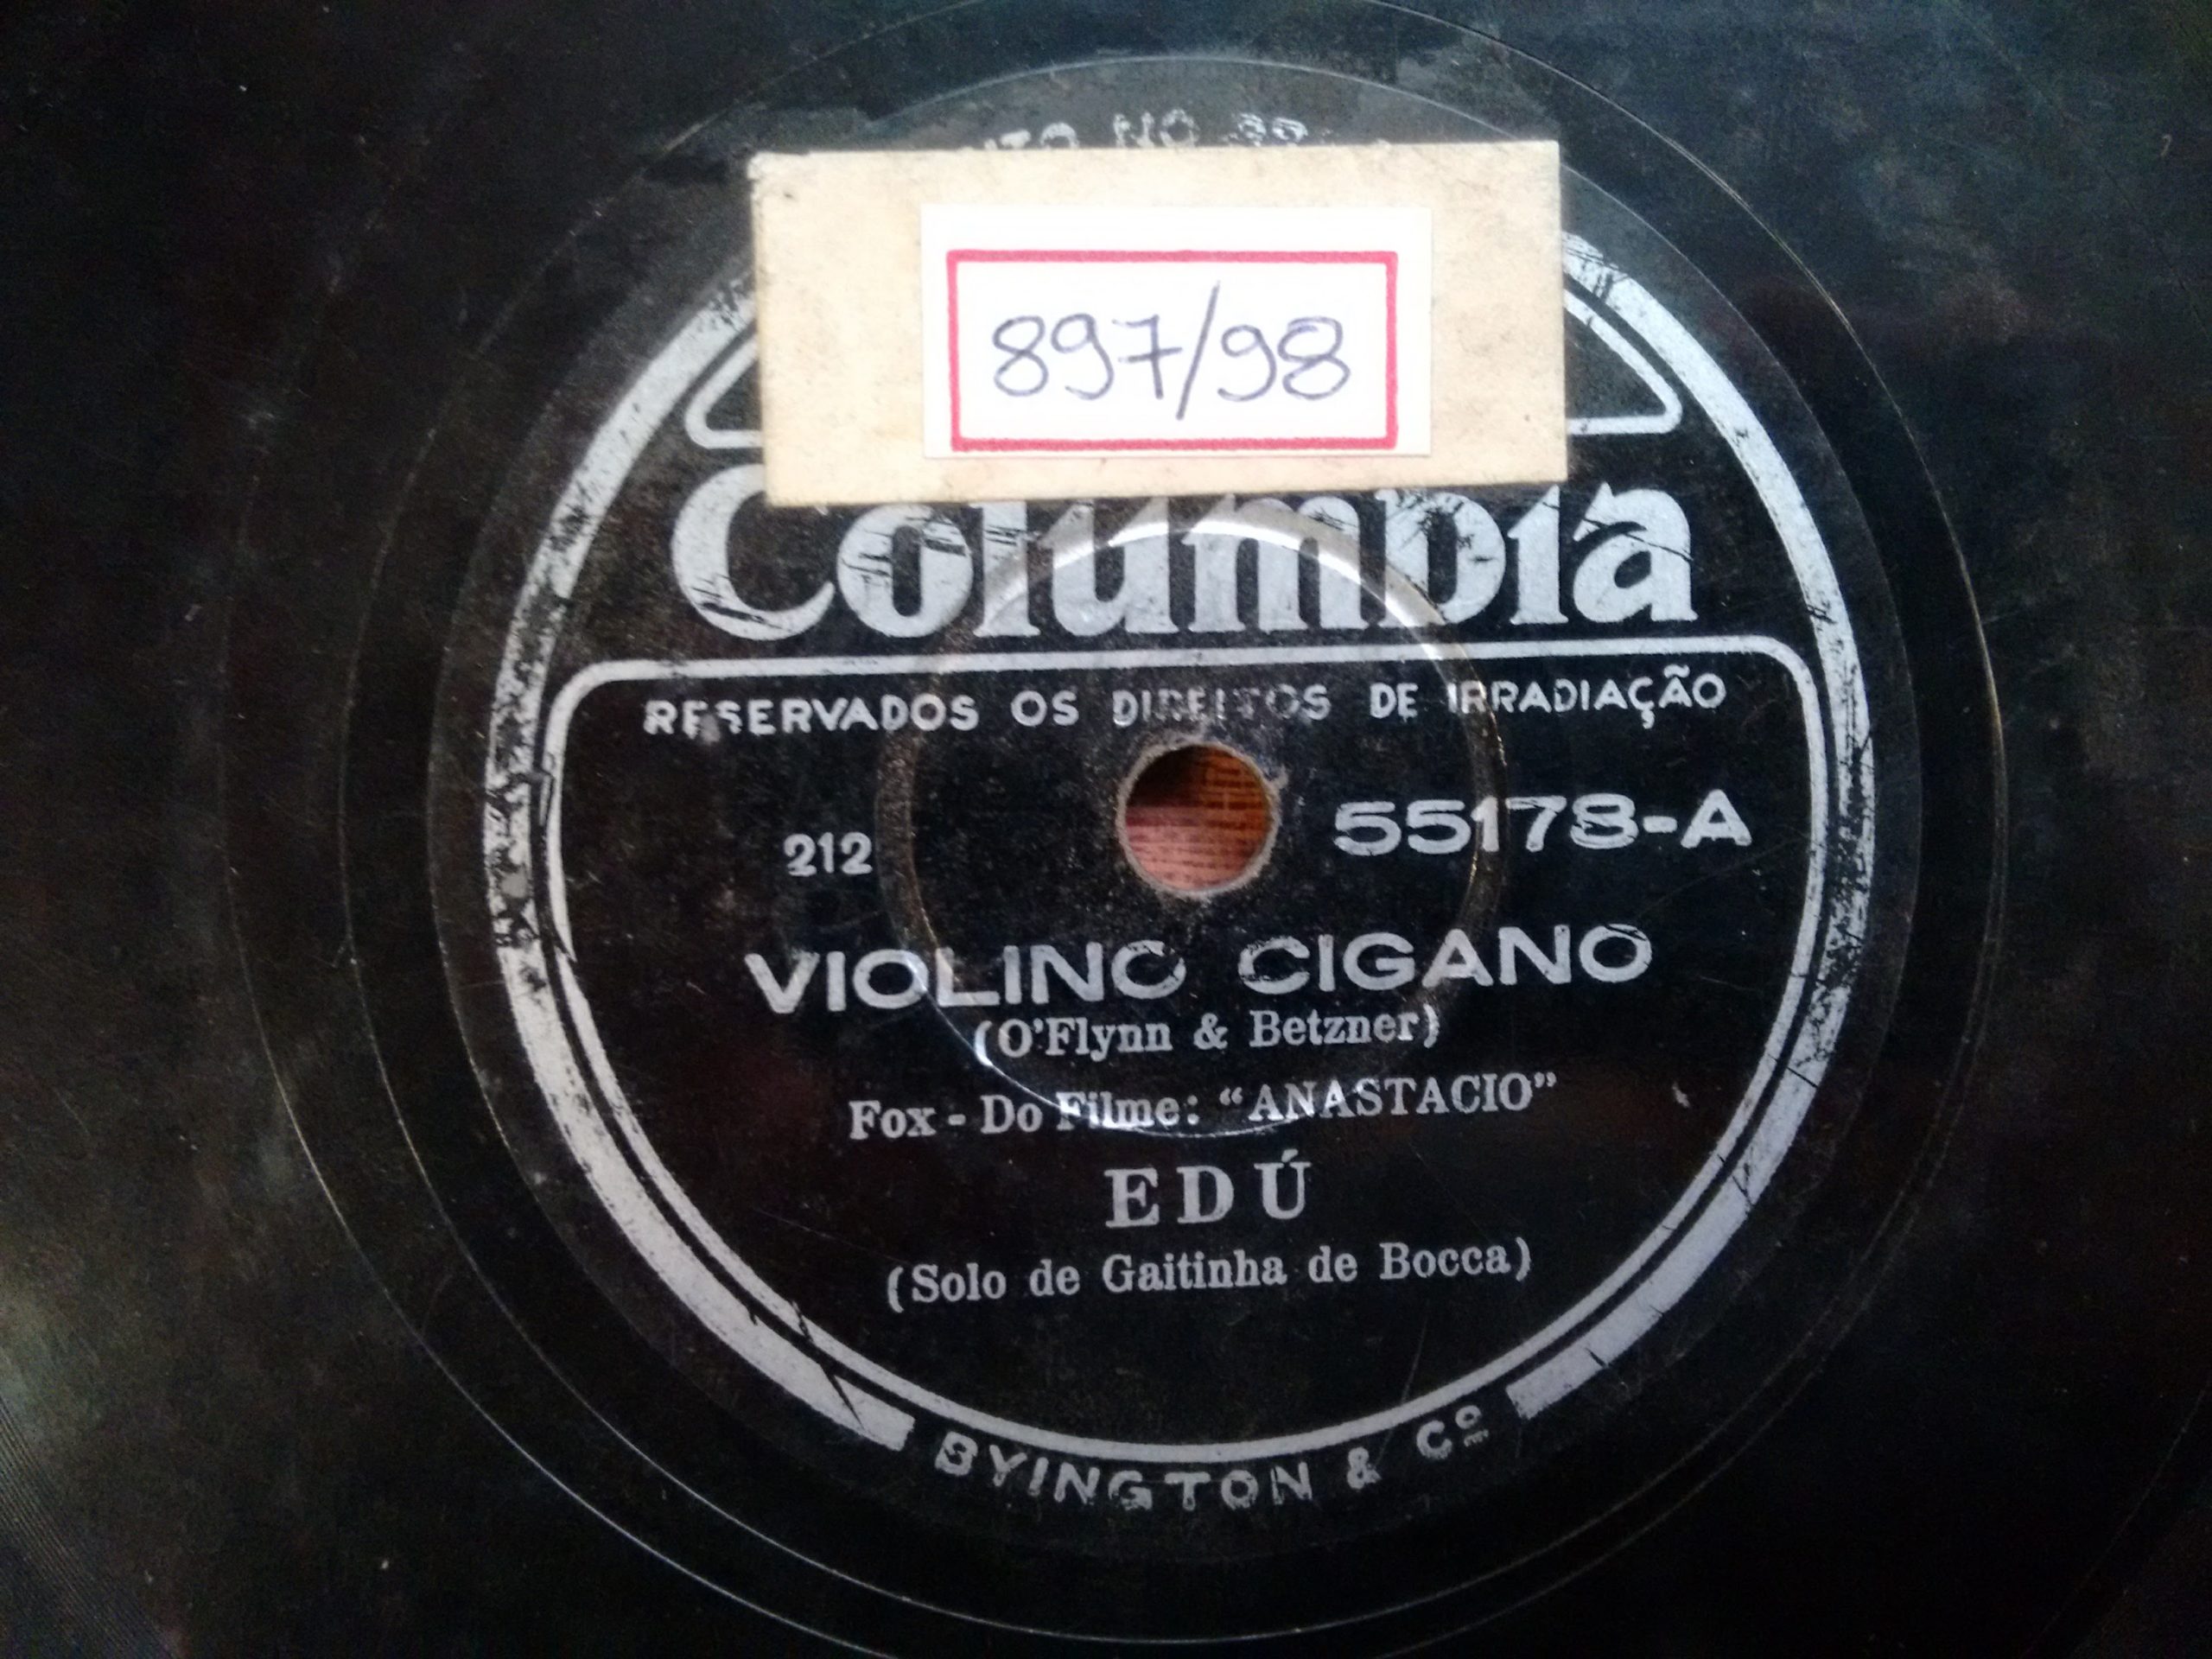 897/98
Columbia
RESERVADOS OS DIREITOS DE IRRADIAÇÃO
212
55178-A
VIOLINO CIGANO
(O'Flynn & Betzner)
Fox - Do Filme: “ANASTACIO”
EDÚ
(Solo de Gaitinha de Bocca)
BYINGTON & Cº